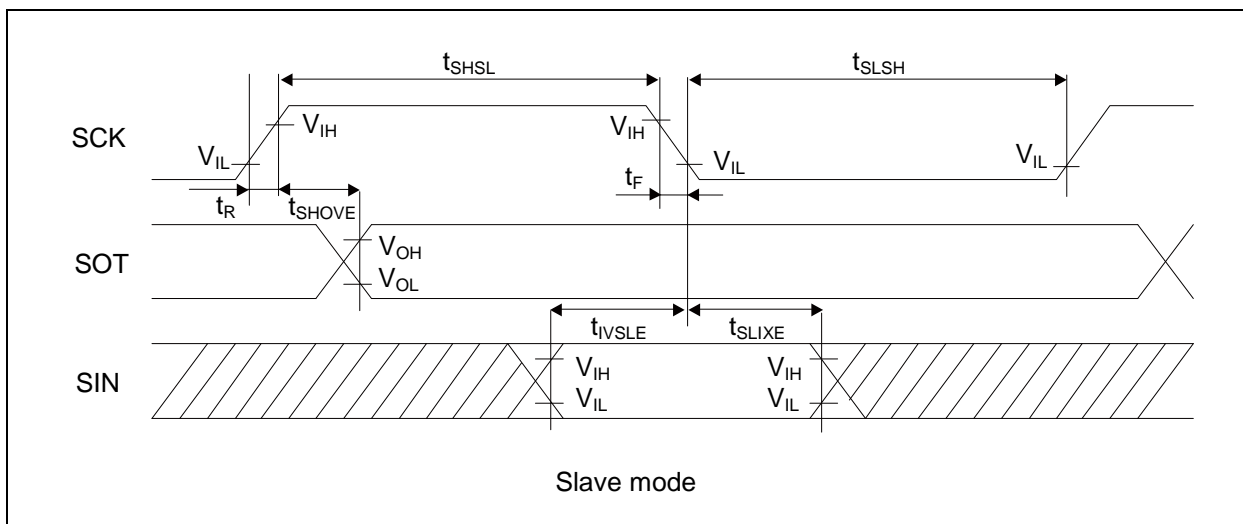 tSHSL
tSLSH
SCK
VIH
VIH
VIL
VIL
VIL
tF
tR
tSHOVE
SOT
VOH
VOL
tIVSLE
tSLIXE
SIN
VIH
VIH
VIL
VIL
Slave mode